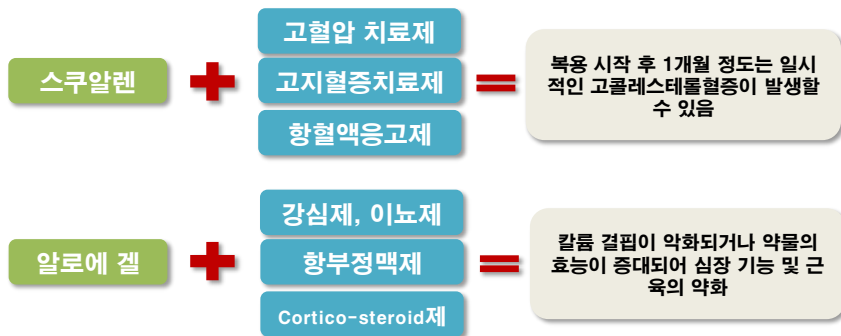 고혈압 치료제
스쿠알렌
고지혈증치료제
항혈액응고제
복용 시작 후 1개월 정도는 일시
적인 고콜레스테롤혈증이 발생할
수 있음
알로에 겔
강심제, 이뇨제
항부정맥제
Cortico-steroid제
칼륨 결핍이 악화되거나 약물의
효능이 증대되어 심장 기능 및 근
육의 약화